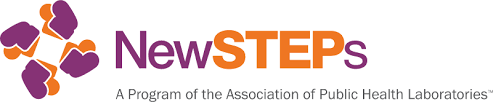 NewSTEPs
A Program of the Association of Public Health Laboratories™